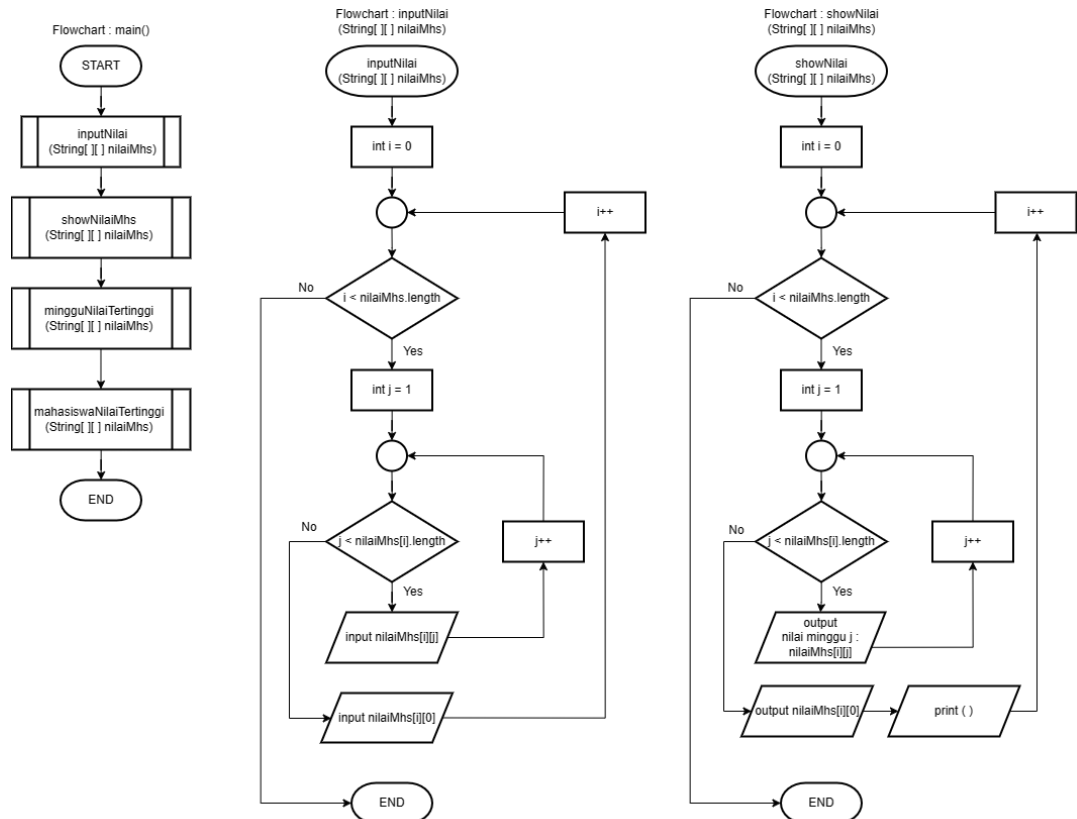 Flowchart : main()
START
inputNilai
(String[ ][ ] nilaiMhs)
showNilaiMhs
(String[ ][ ] nilaiMhs)
mingguNilaiTertinggi
(String[ ][ ] nilaiMhs)
mahasiswaNilaiTertinggi
(String[ ][ ] nilaiMhs)
END
Flowchart : inputNilai
(String[ ][ ] nilaiMhs)
inputNilai
(String[ ][ ] nilaiMhs)
int i = 0
i++
i < nilaiMhs.length
No
Yes
int j = 1
j < nilaiMhs[i].length
No
j++
Yes
input nilaiMhs[i][j]
input nilaiMhs[i][0]
END
Flowchart : showNilai
(String[ ][ ] nilaiMhs)
showNilai
(String[ ][ ] nilaiMhs)
int i = 0
i++
i < nilaiMhs.length
No
Yes
int j = 1
j < nilaiMhs[i].length
No
j++
Yes
output
nilai minggu j :
nilaiMhs[i][j]
output nilaiMhs[i][0]
print ( )
END